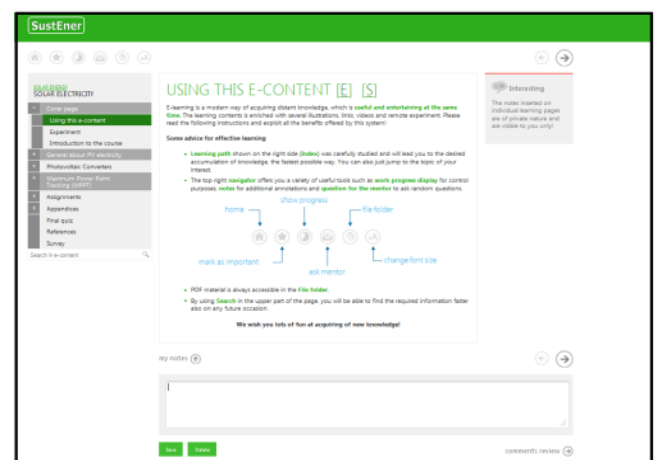 SustEner
SOLAR ENERGY
SOLAR ELECTRICITY
Cover page
Using this e-content
Experiment
Introduction to the course
General about PV electricity
Photovoltaic Converters
Maximum Power Point
Tracking (MPPT)
Assignments
Appendices
Final quiz
References
Survey
Search in e-content
USING THIS E-CONTENT [E] [S]
E-learning is a modern way of acquiring distant knowledge, which is useful and entertaining at the same
time. The learning contents is enriched with several illustrations, links, videos and remote experiment. Please
read the following instructions and exploit all the benefits offered by this system!
Some advice for effective learning
Learning path shown on the right side (Index) was carefully studied and will lead you to the desired
accumulation of knowledge, the fastest possible way. You can also just jump to the topic of your
interest.
The top right navigator offers you a variety of useful tools such as work progress display for control
purposes, notes for additional annotations and question for the mentor to ask random questions.
show progress
home
file folder
mark as important
change font size
ask mentor
PDF material is always accessible in the File folder.
By using Search in the upper part of the page, you will be able to find the required information faster
also on any future occasion.
We wish you lots of fun at acquiring of new knowledge!
Interesting
The notes inserted on
individual learning pages
are of private nature and
are visible to you only!
my notes
Save Delete
comments review